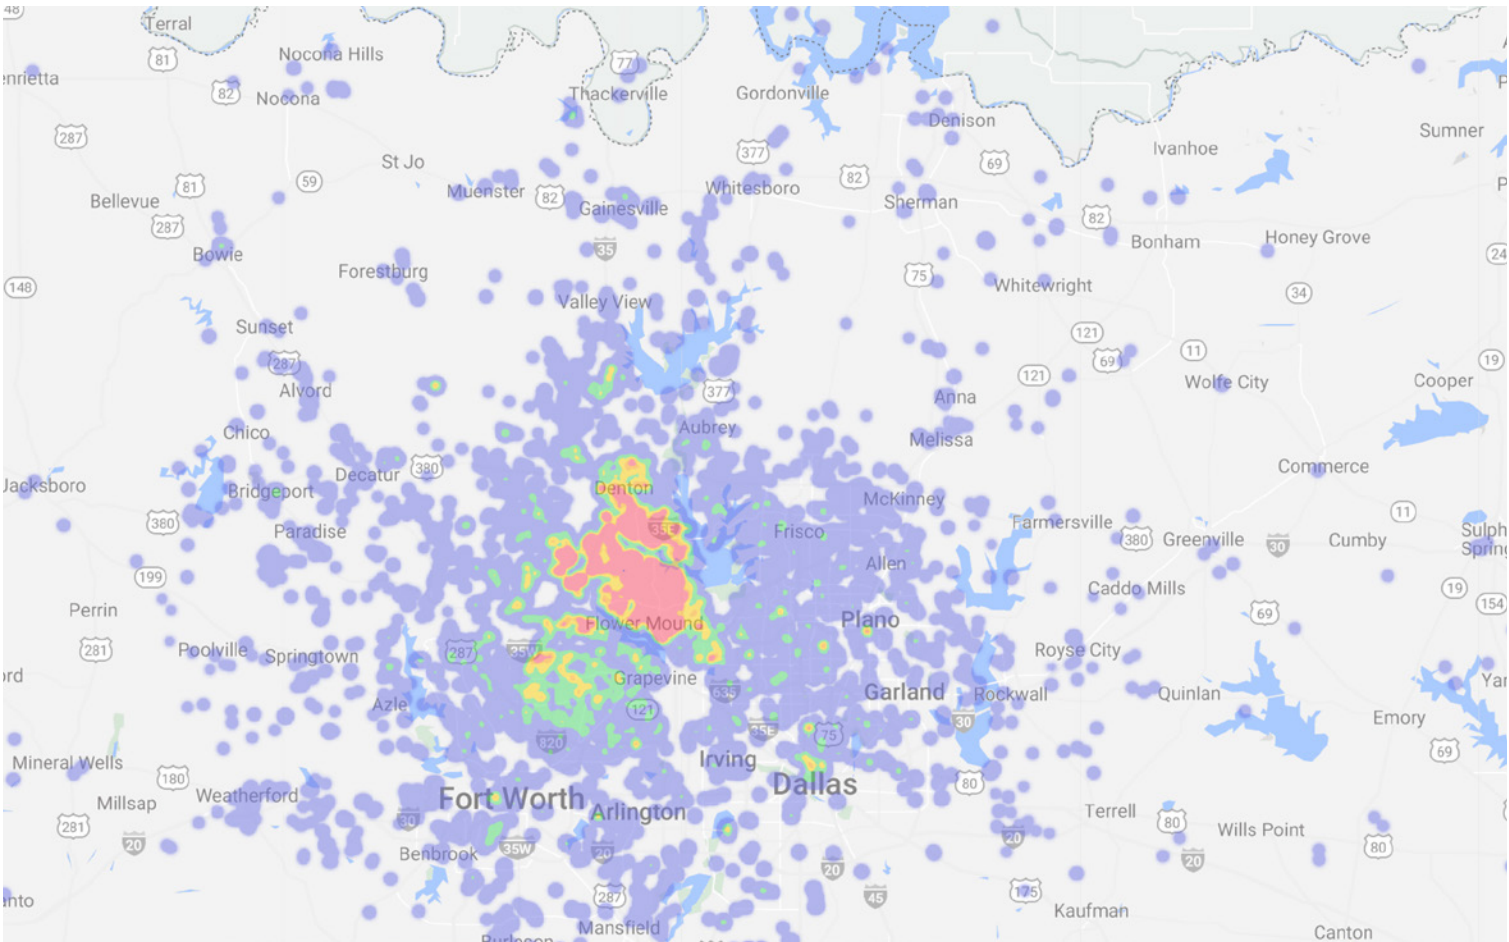 48
Terral
81
Nocona Hills
77
enrietta
82
Nocona
Thackerville
Gordonville
Denison
Sumner
287
377
Ivanhoe
St Jo
69
82
81
59
Muenster
82
Whitesboro
Bellevue
Gainesville
Sherman
82
287
Bowie
35
Bonham
Honey Grove
24
Forestburg
75
148
Whitewright
34
Valley View
Sunset
121
11
287
69
19
121
Alvord
377
Wolfe City
Cooper
Anna
Chico
Aubrey
Melissa
Decatur
380
Commerce
Jacksboro
Bridgeport
Denton
McKinney
11
380
Paradise
35E
Frisco
Farmersville
380
Greenville
30
Cumby
Sulph
Spring
Allen
199
Caddo Mills
19
154
Perrin
Flower Mound
Plano
69
281
Poolville
Springtown
287
35W
Royse City
ord
Grapevine
635
Garland
Rockwall
Quinlan
Yan
Azle
121
30
Emory
35E
75
820
69
Mineral Wells
Irving
180
Weatherford
Dallas
80
Millsap
Fort Worth
Arlington
Terrell
80
281
30
Wills Point
20
35W
20
80
Benbrook
20
20
20
287
45
175
anto
Kaufman
Mansfield
Canton